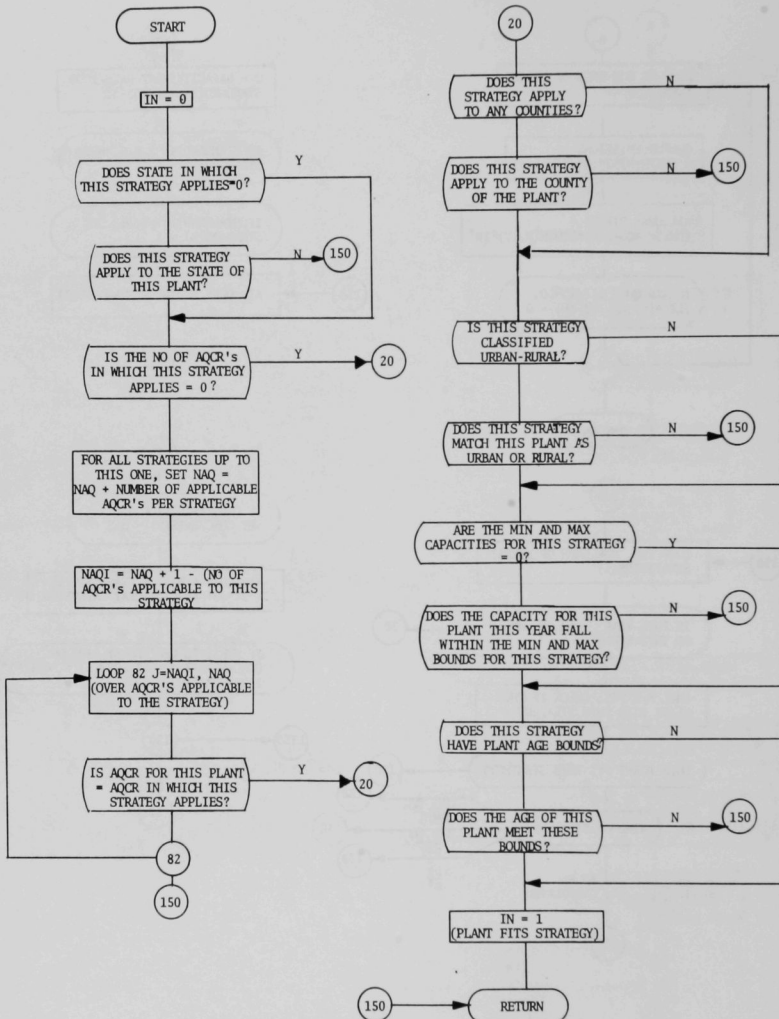 START
IN = 0
DOES STATE IN WHICH
THIS STRATEGY APPLIES=0?
Y
DOES THIS STRATEGY
APPLY TO THE STATE OF
THIS PLANT?
N
150
IS THE NO OF AQCR's
IN WHICH THIS STRATEGY
APPLIES = 0?
Y
20
FOR ALL STRATEGIES UP TO
THIS ONE, SET NAQ =
NAQ + NUMBER OF APPLICABLE
AQCR's PER STRATEGY
NAQI = NAQ + 1 - (NO OF
AQCR's APPLICABLE TO THIS
STRATEGY
LOOP 82 J=NAQI, NAQ
(OVER AQCR'S APPLICABLE
TO THE STRATEGY)
IS AQCR FOR THIS PLANT
= AQCR IN WHICH THIS
STRATEGY APPLIES?
Y
20
82
150
20
DOES THIS
STRATEGY APPLY
TO ANY COUNTIES?
N
DOES THIS STRATEGY
APPLY TO THE COUNTY
OF THE PLANT?
N
150
IS THIS STRATEGY
CLASSIFIED
URBAN-RURAL?
N
DOES THIS STRATEGY
MATCH THIS PLANT AS
URBAN OR RURAL?
N
150
ARE THE MIN AND MAX
CAPACITIES FOR THIS STRATEGY
= 0?
Y
DOES THE CAPACITY FOR THIS
PLANT THIS YEAR FALL
WITHIN THE MIN AND MAX
BOUNDS FOR THIS STRATEGY?
N
150
DOES THIS STRATEGY
HAVE PLANT AGE BOUNDS?
N
DOES THE AGE OF THIS
PLANT MEET THESE
BOUNDS?
N
150
IN = 1
(PLANT FITS STRATEGY)
150
RETURN